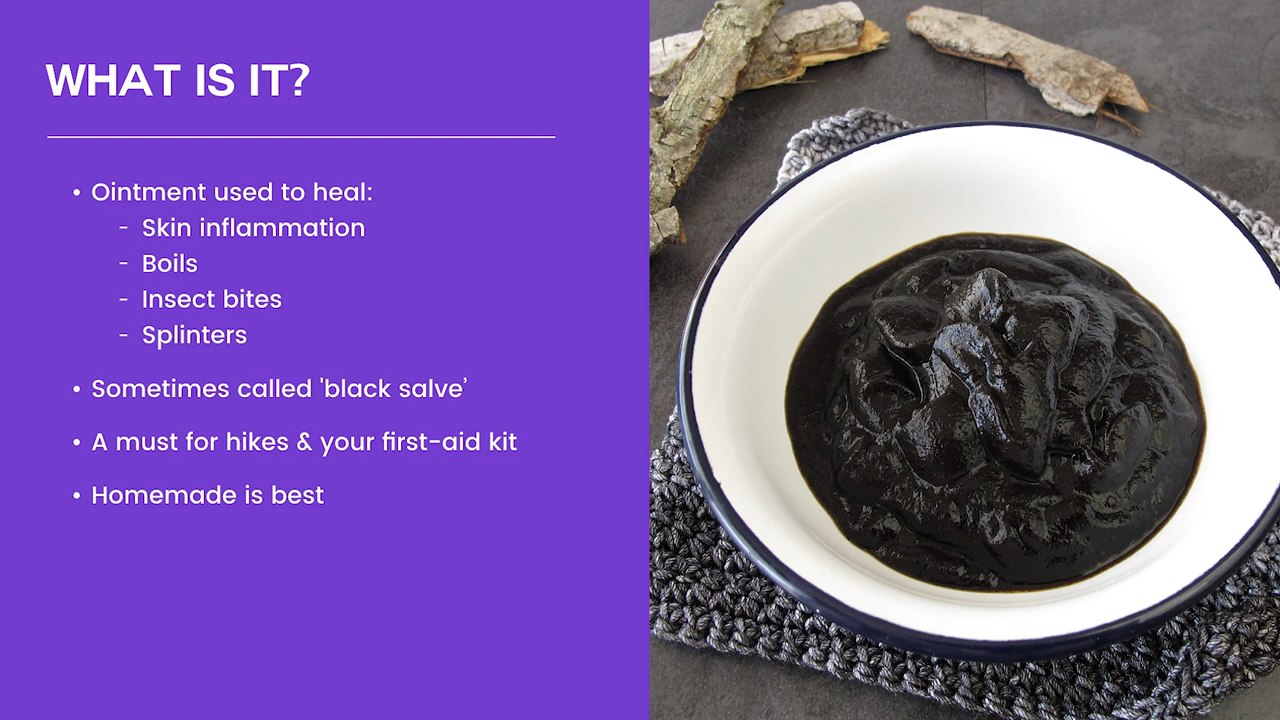 WHAT IS IT?
• Ointment used to heal:
- Skin inflammation
- Boils
- Insect bites
- Splinters
• Sometimes called 'black salve’
• A must for hikes & your first-aid kit
• Homemade is best